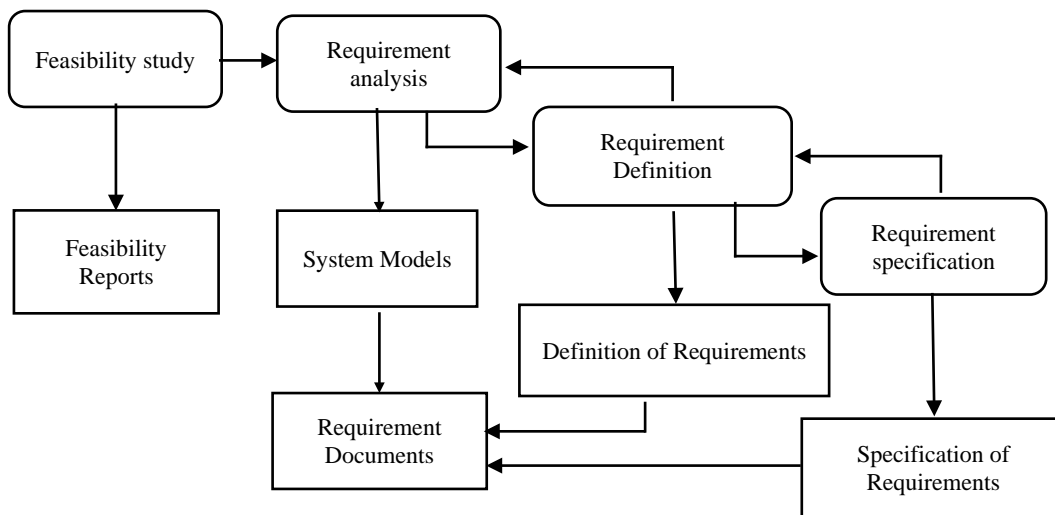 Feasibility study
Requirement
analysis
Requirement
Definition
Requirement
specification
Feasibility
Reports
System Models
Definition of Requirements
Requirement
Documents
Specification of
Requirements